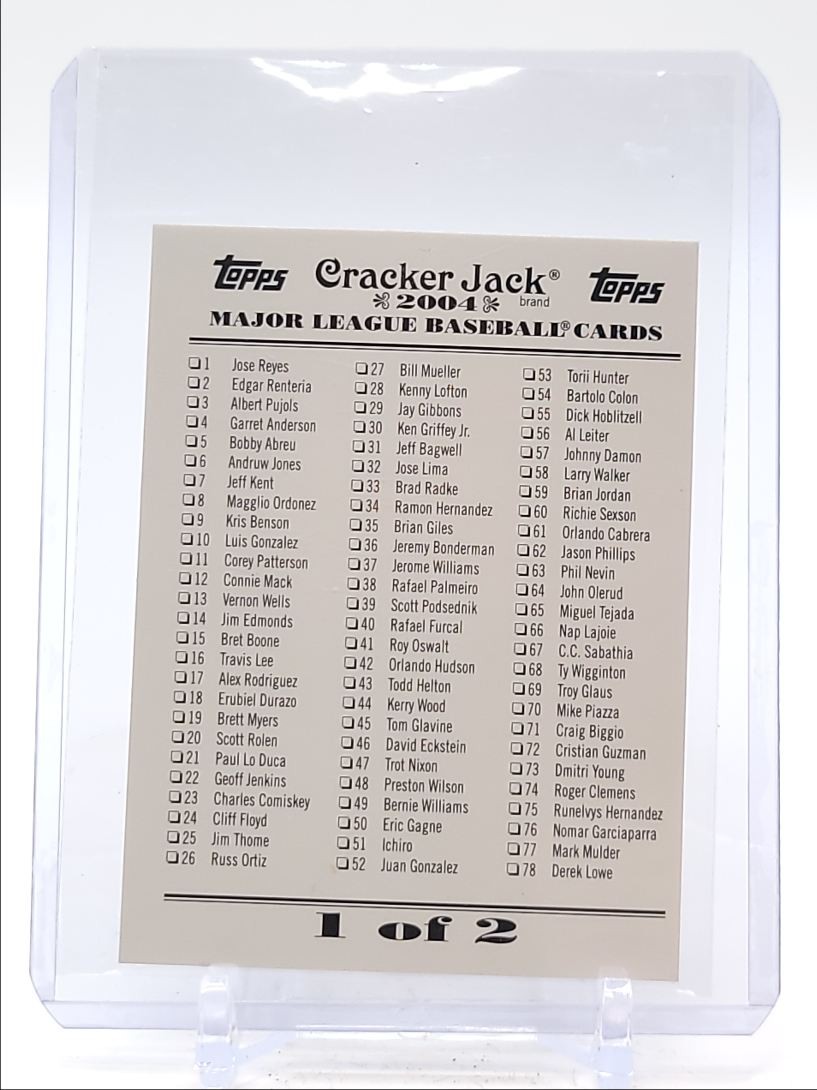 Topps Cracker Jack® Topps
2004 brand
MAJOR LEAGUE BASEBALL® CARDS
❏ 1 Jose Reyes
❏ 2 Edgar Renteria
❏ 3 Albert Pujols
❏ 4 Garret Anderson
❏ 5 Bobby Abreu
❏ 6 Andruw Jones
❏ 7 Jeff Kent
❏ 8 Magglio Ordonez
❏ 9 Kris Benson
❏ 10 Luis Gonzalez
❏ 11 Corey Patterson
❏ 12 Connie Mack
❏ 13 Vernon Wells
❏ 14 Jim Edmonds
❏ 15 Bret Boone
❏ 16 Travis Lee
❏ 17 Alex Rodriguez
❏ 18 Erubiel Durazo
❏ 19 Brett Myers
❏ 20 Scott Rolen
❏ 21 Paul Lo Duca
❏ 22 Geoff Jenkins
❏ 23 Charles Comiskey
❏ 24 Cliff Floyd
❏ 25 Jim Thome
❏ 26 Russ Ortiz
❏ 27 Bill Mueller
❏ 28 Kenny Lofton
❏ 29 Jay Gibbons
❏ 30 Ken Griffey Jr.
❏ 31 Jeff Bagwell
❏ 32 Jose Lima
❏ 33 Brad Radke
❏ 34 Ramon Hernandez
❏ 35 Brian Giles
❏ 36 Jeremy Bonderman
❏ 37 Jerome Williams
❏ 38 Rafael Palmeiro
❏ 39 Scott Podsednik
❏ 40 Rafael Furcal
❏ 41 Roy Oswalt
❏ 42 Orlando Hudson
❏ 43 Todd Helton
❏ 44 Kerry Wood
❏ 45 Tom Glavine
❏ 46 David Eckstein
❏ 47 Trot Nixon
❏ 48 Preston Wilson
❏ 49 Bernie Williams
❏ 50 Eric Gagne
❏ 51 Ichiro
❏ 52 Juan Gonzalez
❏ 53 Torii Hunter
❏ 54 Bartolo Colon
❏ 55 Dick Hoblitzell
❏ 56 Al Leiter
❏ 57 Johnny Damon
❏ 58 Larry Walker
❏ 59 Brian Jordan
❏ 60 Richie Sexson
❏ 61 Orlando Cabrera
❏ 62 Jason Phillips
❏ 63 Phil Nevin
❏ 64 John Olerud
❏ 65 Miguel Tejada
❏ 66 Nap Lajoie
❏ 67 C.C. Sabathia
❏ 68 Ty Wigginton
❏ 69 Troy Glaus
❏ 70 Mike Piazza
❏ 71 Craig Biggio
❏ 72 Cristian Guzman
❏ 73 Dmitri Young
❏ 74 Roger Clemens
❏ 75 Runelvys Hernandez
❏ 76 Nomar Garciaparra
❏ 77 Mark Mulder
❏ 78 Derek Lowe
1 of 2